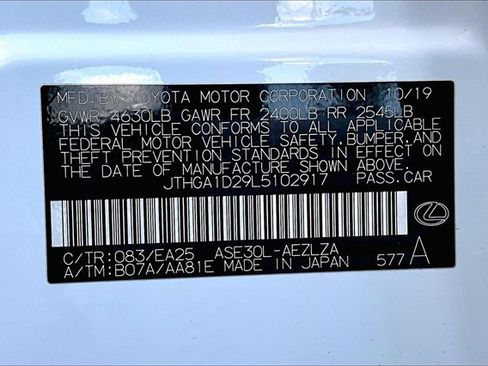 MFD. BY: TOYOTA MOTOR CORPORATION 10/19
GVWR 4630LB GAWR FR 2400LB RR 2545LB
THIS VEHICLE CONFORMS TO ALL APPLICABLE
FEDERAL MOTOR VEHICLE SAFETY, BUMPER, AND
THEFT PREVENTION STANDARDS IN EFFECT ON
THE DATE OF MANUFACTURE SHOWN ABOVE.
JTHGA1D29L5102917 PASS.CAR
C/TR: 083/EA25 ASE30L-AEZLZA
A/TM: B07A/AA81E MADE IN JAPAN 577 A